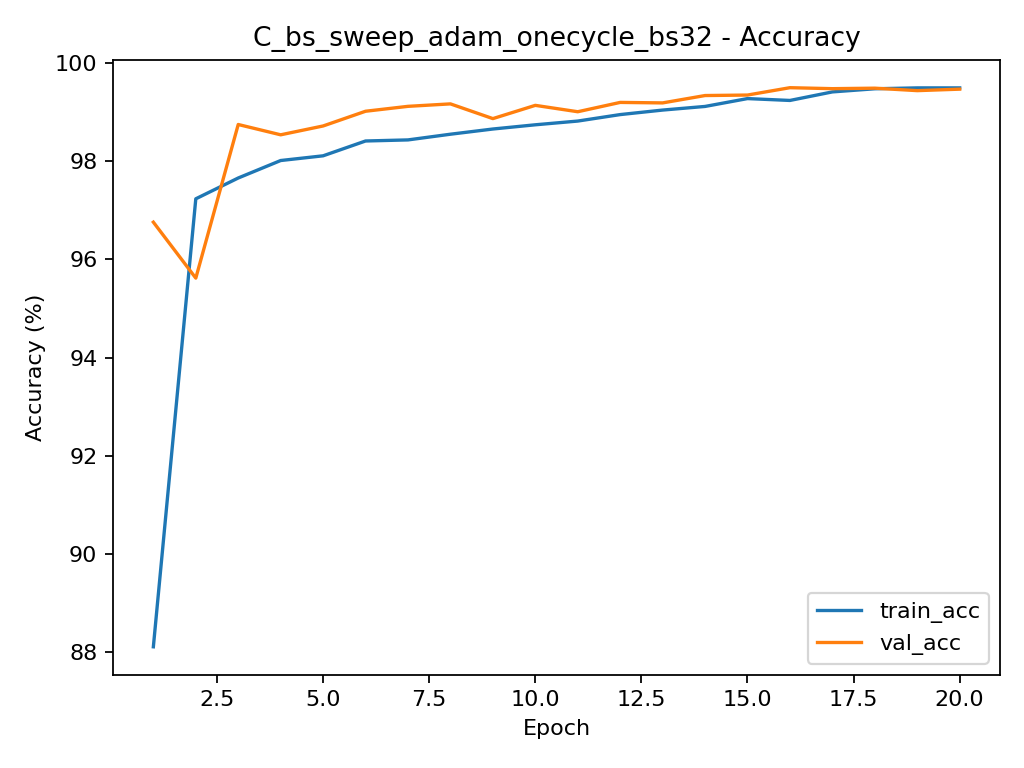 C_bs_sweep_adam_onecycle_bs32 - Accuracy
100
98
96
94
92
90
88
Accuracy (%)
2.5 5.0 7.5 10.0 12.5 15.0 17.5 20.0
Epoch
train_acc
val_acc